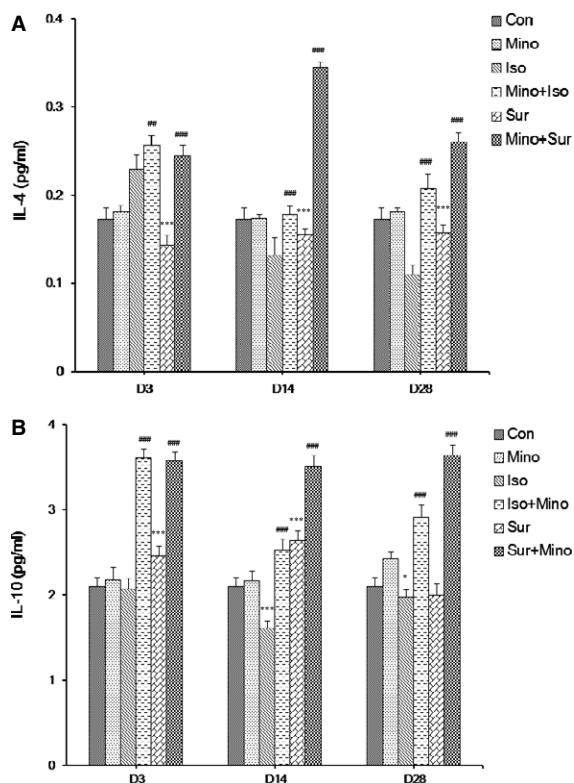 A
0.4
0.3
0.2
0.1
0
IL-4 (pg/ml)
Con
Mino
Iso
Mino+Iso
Sur
Mino+Sur
##
###
***
###
***
###
###
***
###
D3
D14
D28
B
4
3
2
1
0
IL-10 (pg/ml)
Con
Mino
Iso
Iso+Mino
Sur
Sur+Mino
###
***
###
***
###
***
###
*
###
###
D3
D14
D28